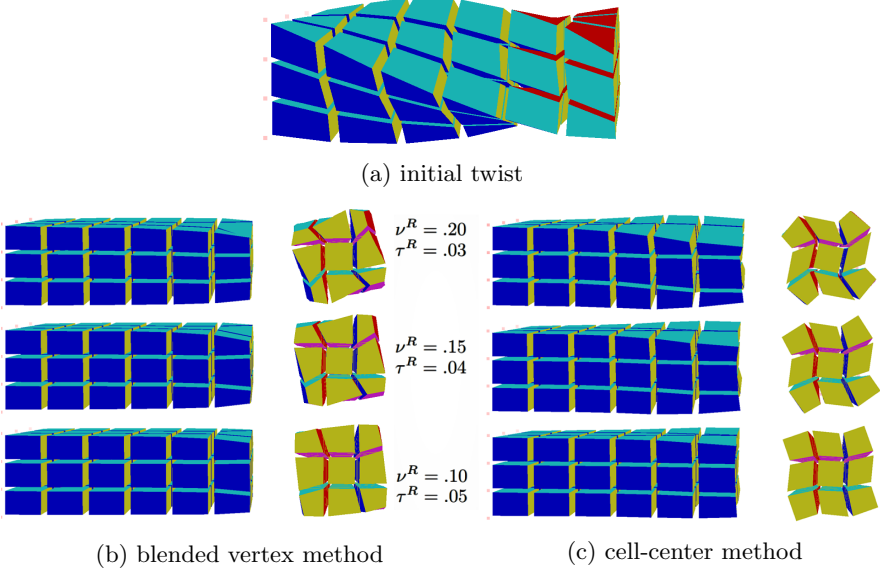 (a) initial twist
ν^R = .20
τ^R = .03
ν^R = .15
τ^R = .04
ν^R = .10
τ^R = .05
(b) blended vertex method
(c) cell-center method